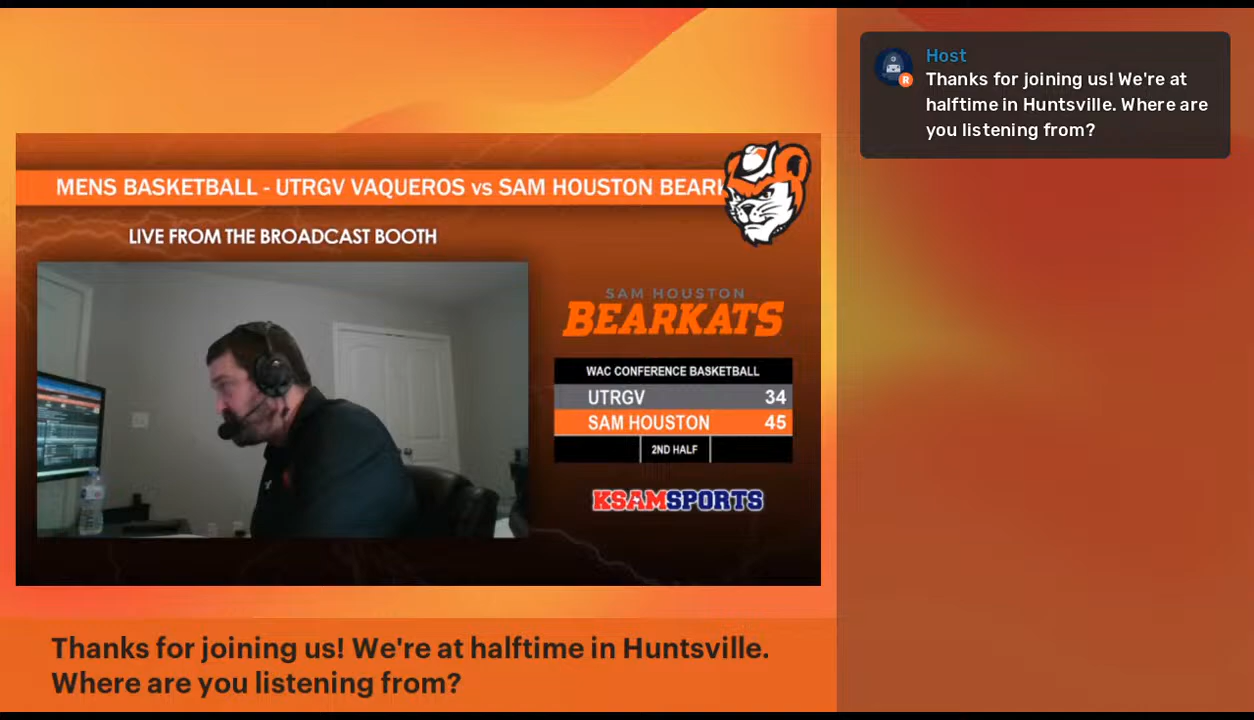 MENS BASKETBALL - UTRGV VAQUEROS vs SAM HOUSTON
LIVE FROM THE BROADCAST BOOTH
SAM HOUSTON
BEARKATS
WAC CONFERENCE BASKETBALL
UTRGV 34
SAM HOUSTON 45
2ND HALF
KSAMSPORTS
Thanks for joining us! We're at halftime in Huntsville.
Where are you listening from?
Host
R
Thanks for joining us! We're at
halftime in Huntsville. Where are
you listening from?